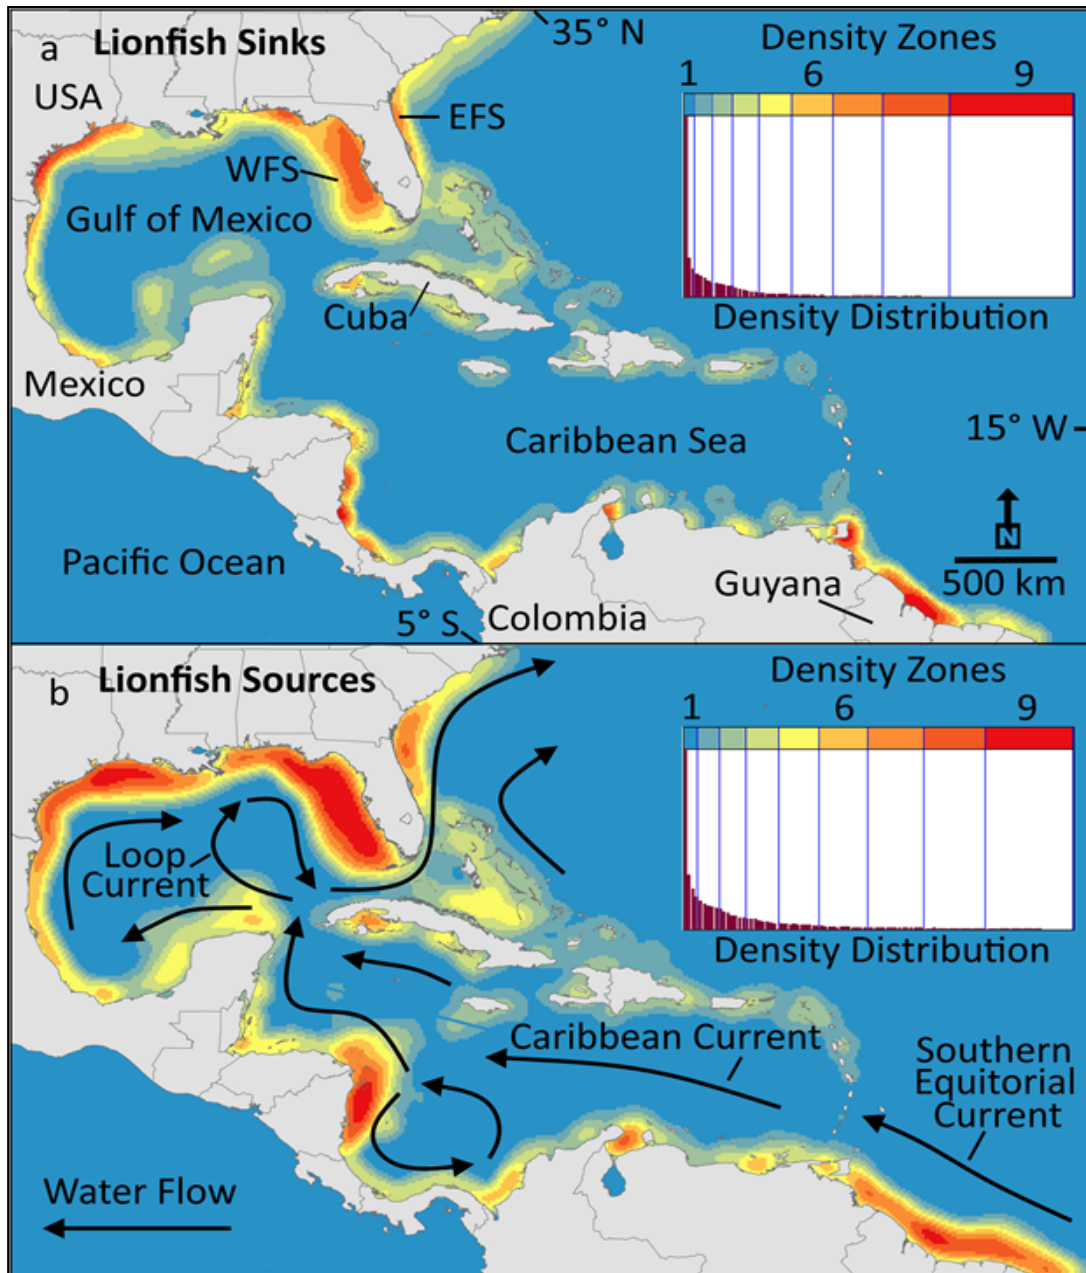 a
Lionfish Sinks
35° N
Density Zones
1
6
9
USA
EFS
WFS
Gulf of Mexico
Density Distribution
Cuba
Mexico
Caribbean Sea
15° W
N
Pacific Ocean
500 km
Guyana
Colombia
5° S
b
Lionfish Sources
Density Zones
1
6
9
Loop
Current
Density Distribution
Caribbean Current
Southern
Equitorial
Current
Water Flow